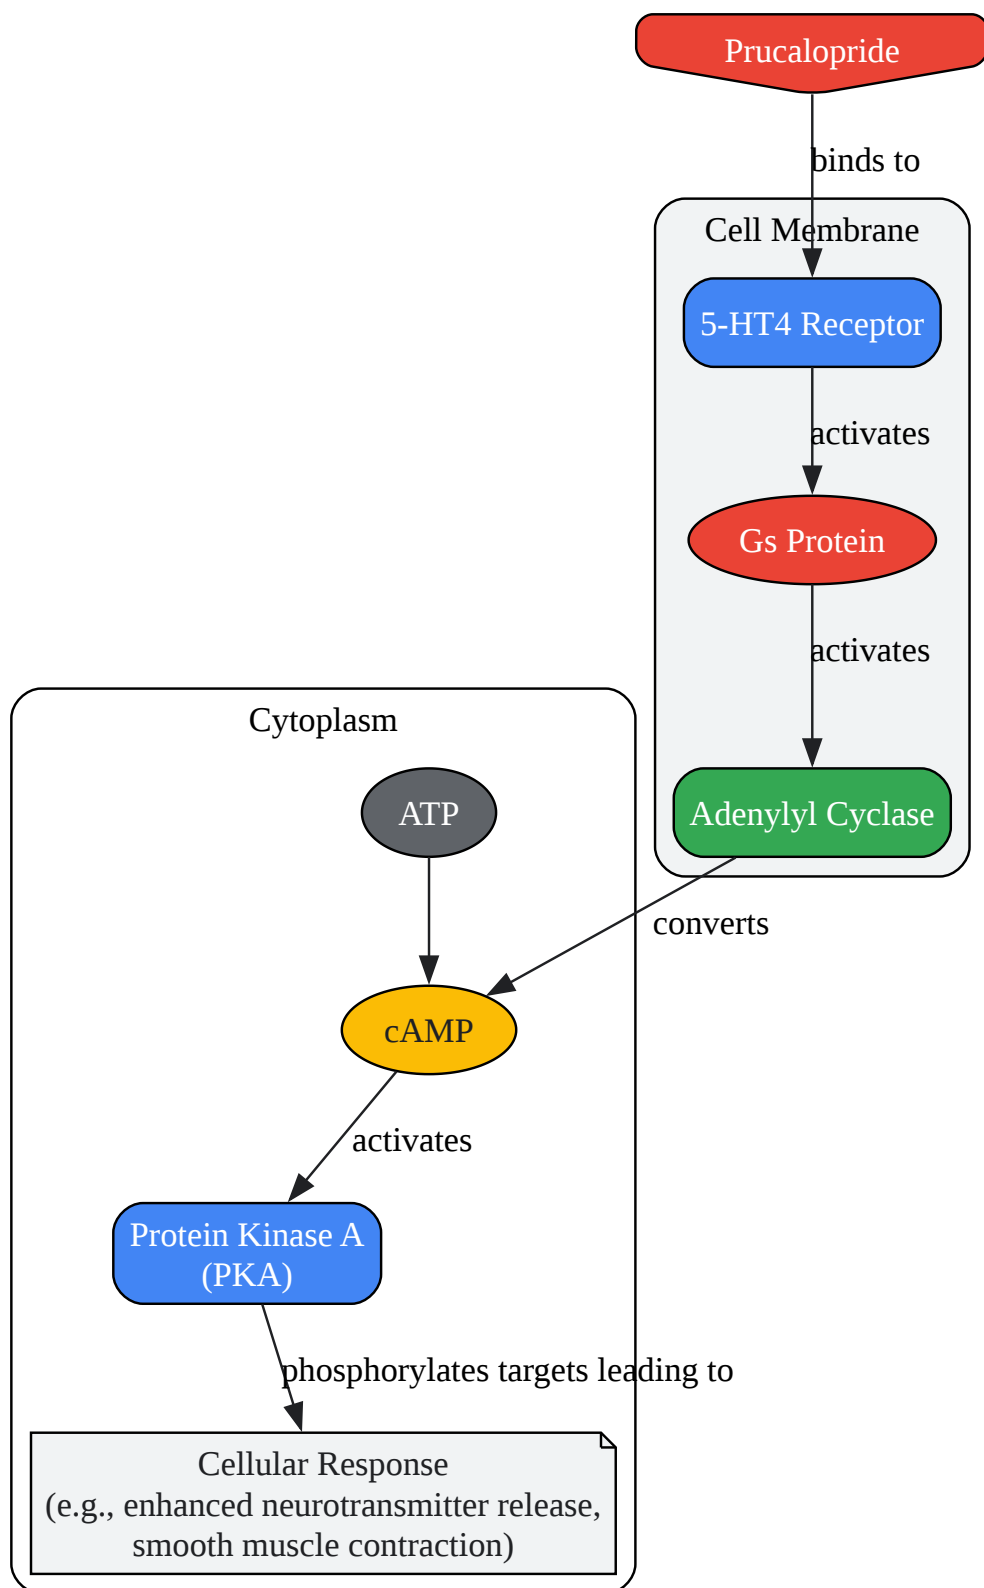 Prucalopride
binds to
Cell Membrane
5-HT4 Receptor
activates
Gs Protein
activates
Cytoplasm
ATP
Adenylyl Cyclase
converts
cAMP
activates
Protein Kinase A
(PKA)
phosphorylates targets leading to
Cellular Response
(e.g., enhanced neurotransmitter release,
smooth muscle contraction)